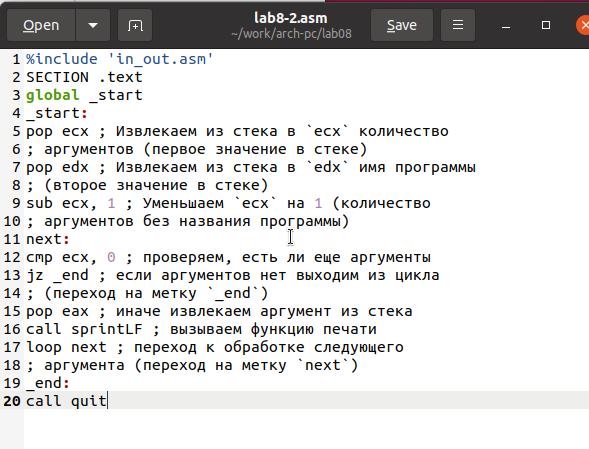 Open
lab8-2.asm
~/work/arch-pc/lab08
Save
1 %include 'in_out.asm'
2 SECTION .text
3 global _start
4 _start:
5 pop ecx ; Извлекаем из стека в `ecx` количество
6 ; аргументов (первое значение в стеке)
7 pop edx ; Извлекаем из стека в `edx` имя программы
8 ; (второе значение в стеке)
9 sub ecx, 1 ; Уменьшаем `ecx` на 1 (количество
10 ; аргументов без названия программы)
11 next:
12 cmp ecx, 0 ; проверяем, есть ли еще аргументы
13 jz _end ; если аргументов нет выходим из цикла
14 ; (переход на метку `_end`)
15 pop eax ; иначе извлекаем аргумент из стека
16 call sprintLF ; вызываем функцию печати
17 loop next ; переход к обработке следующего
18 ; аргумента (переход на метку `next`)
19 _end:
20 call quit